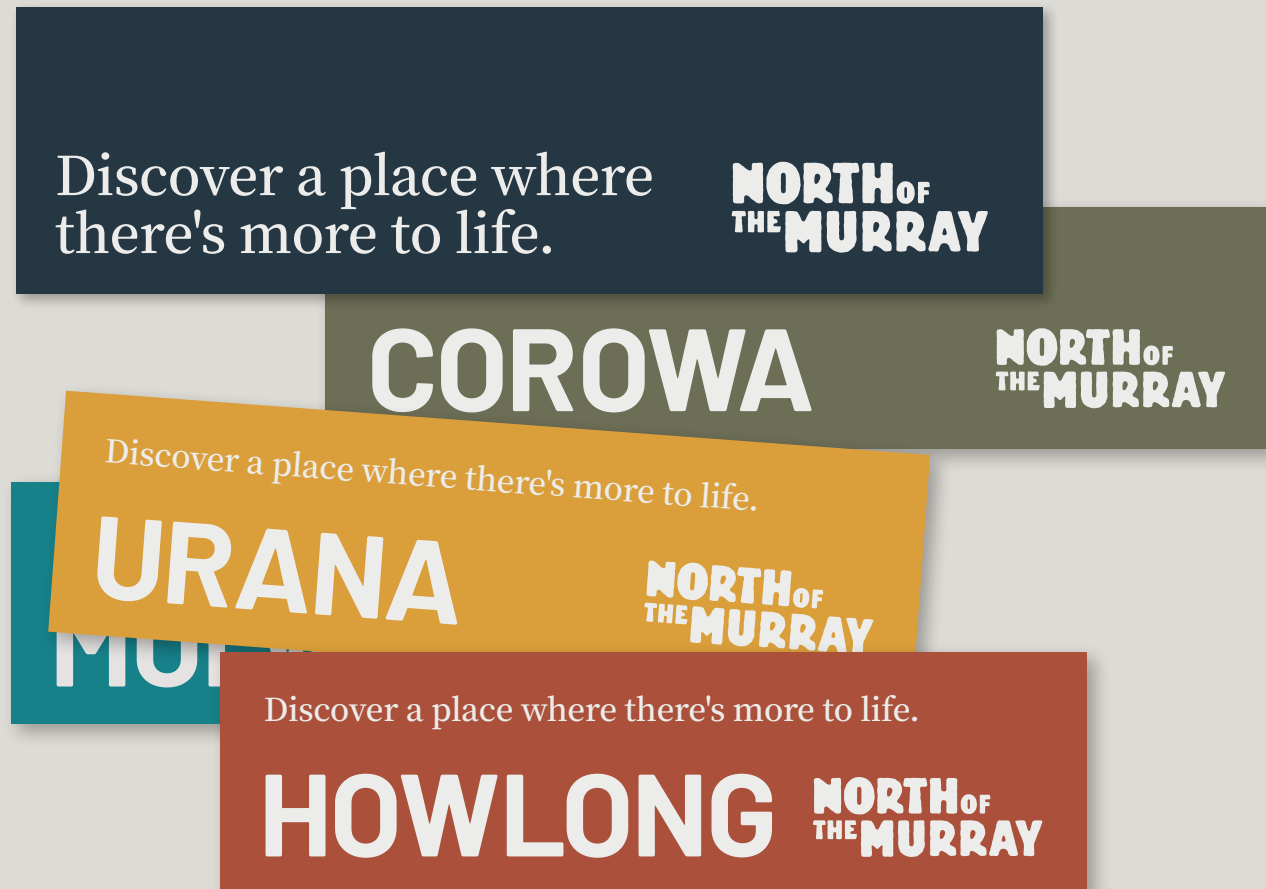 Discover a place where
there's more to life.
NORTH OF
THE MURRAY
COROWA
NORTH OF
THE MURRAY
Discover a place where there's more to life.
URANA
NORTH OF
THE MURRAY
Discover a place where there's more to life.
HOWLONG
NORTH OF
THE MURRAY